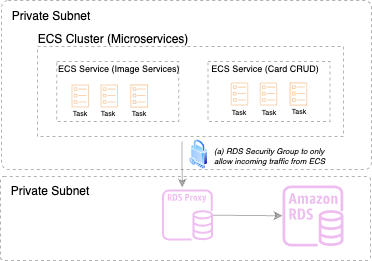 Private Subnet
ECS Cluster (Microservices)
ECS Service (Image Services)
ECS Service (Card CRUD)
Task
Task
Task
Task
Task
Task
(a) RDS Security Group to only
allow incoming traffic from ECS
Private Subnet
RDS Proxy
Amazon
RDS